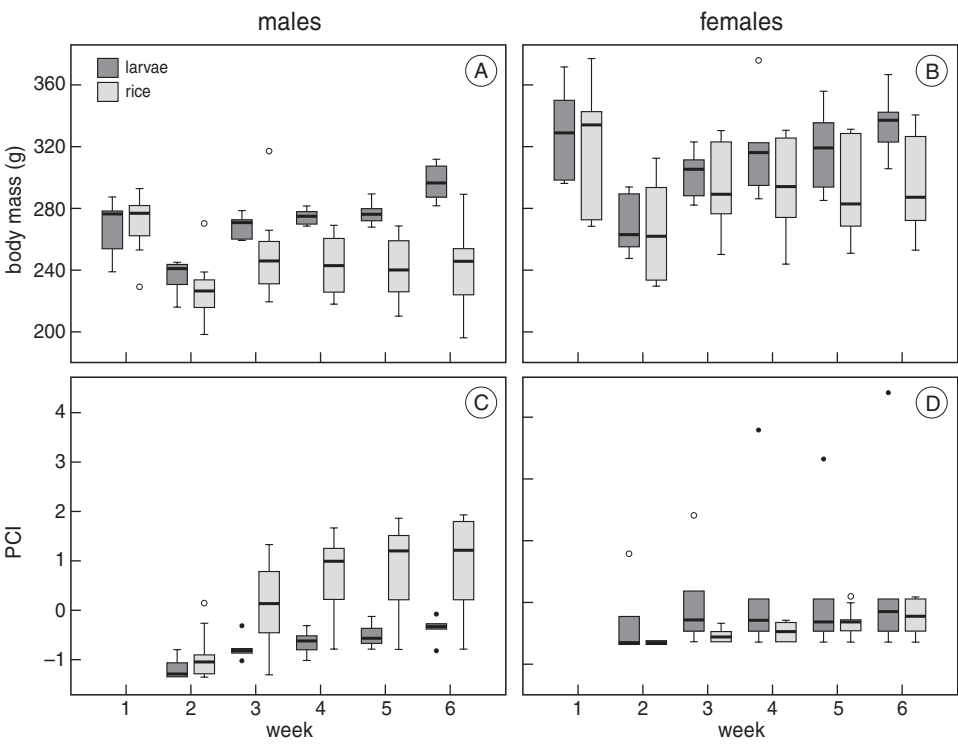 males
females
larvae
rice
A
B
360
320
280
240
200
body mass (g)
C
D
4
3
2
1
0
–1
PCI
1 2 3 4 5 6
1 2 3 4 5 6
week
week